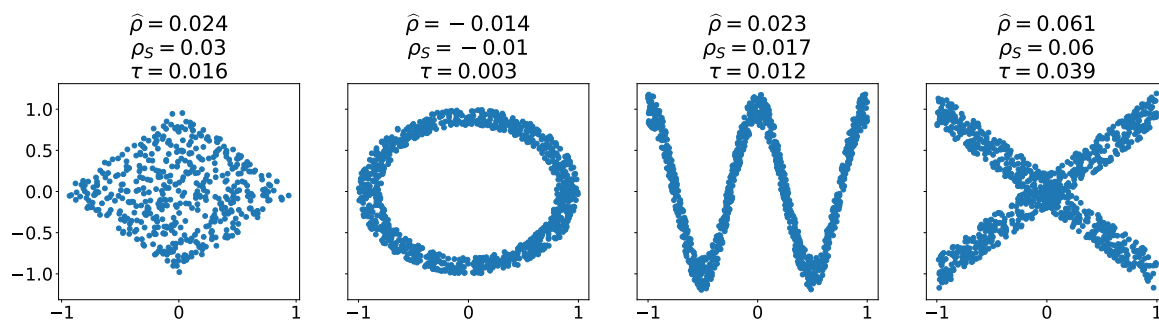 ρ̂ = 0.024
ρ_S = 0.03
τ = 0.016
ρ̂ = −0.014
ρ_S = −0.01
τ = 0.003
ρ̂ = 0.023
ρ_S = 0.017
τ = 0.012
ρ̂ = 0.061
ρ_S = 0.06
τ = 0.039
1.0
0.5
0.0
−0.5
−1.0
−1 0 1
−1 0 1
−1 0 1
−1 0 1